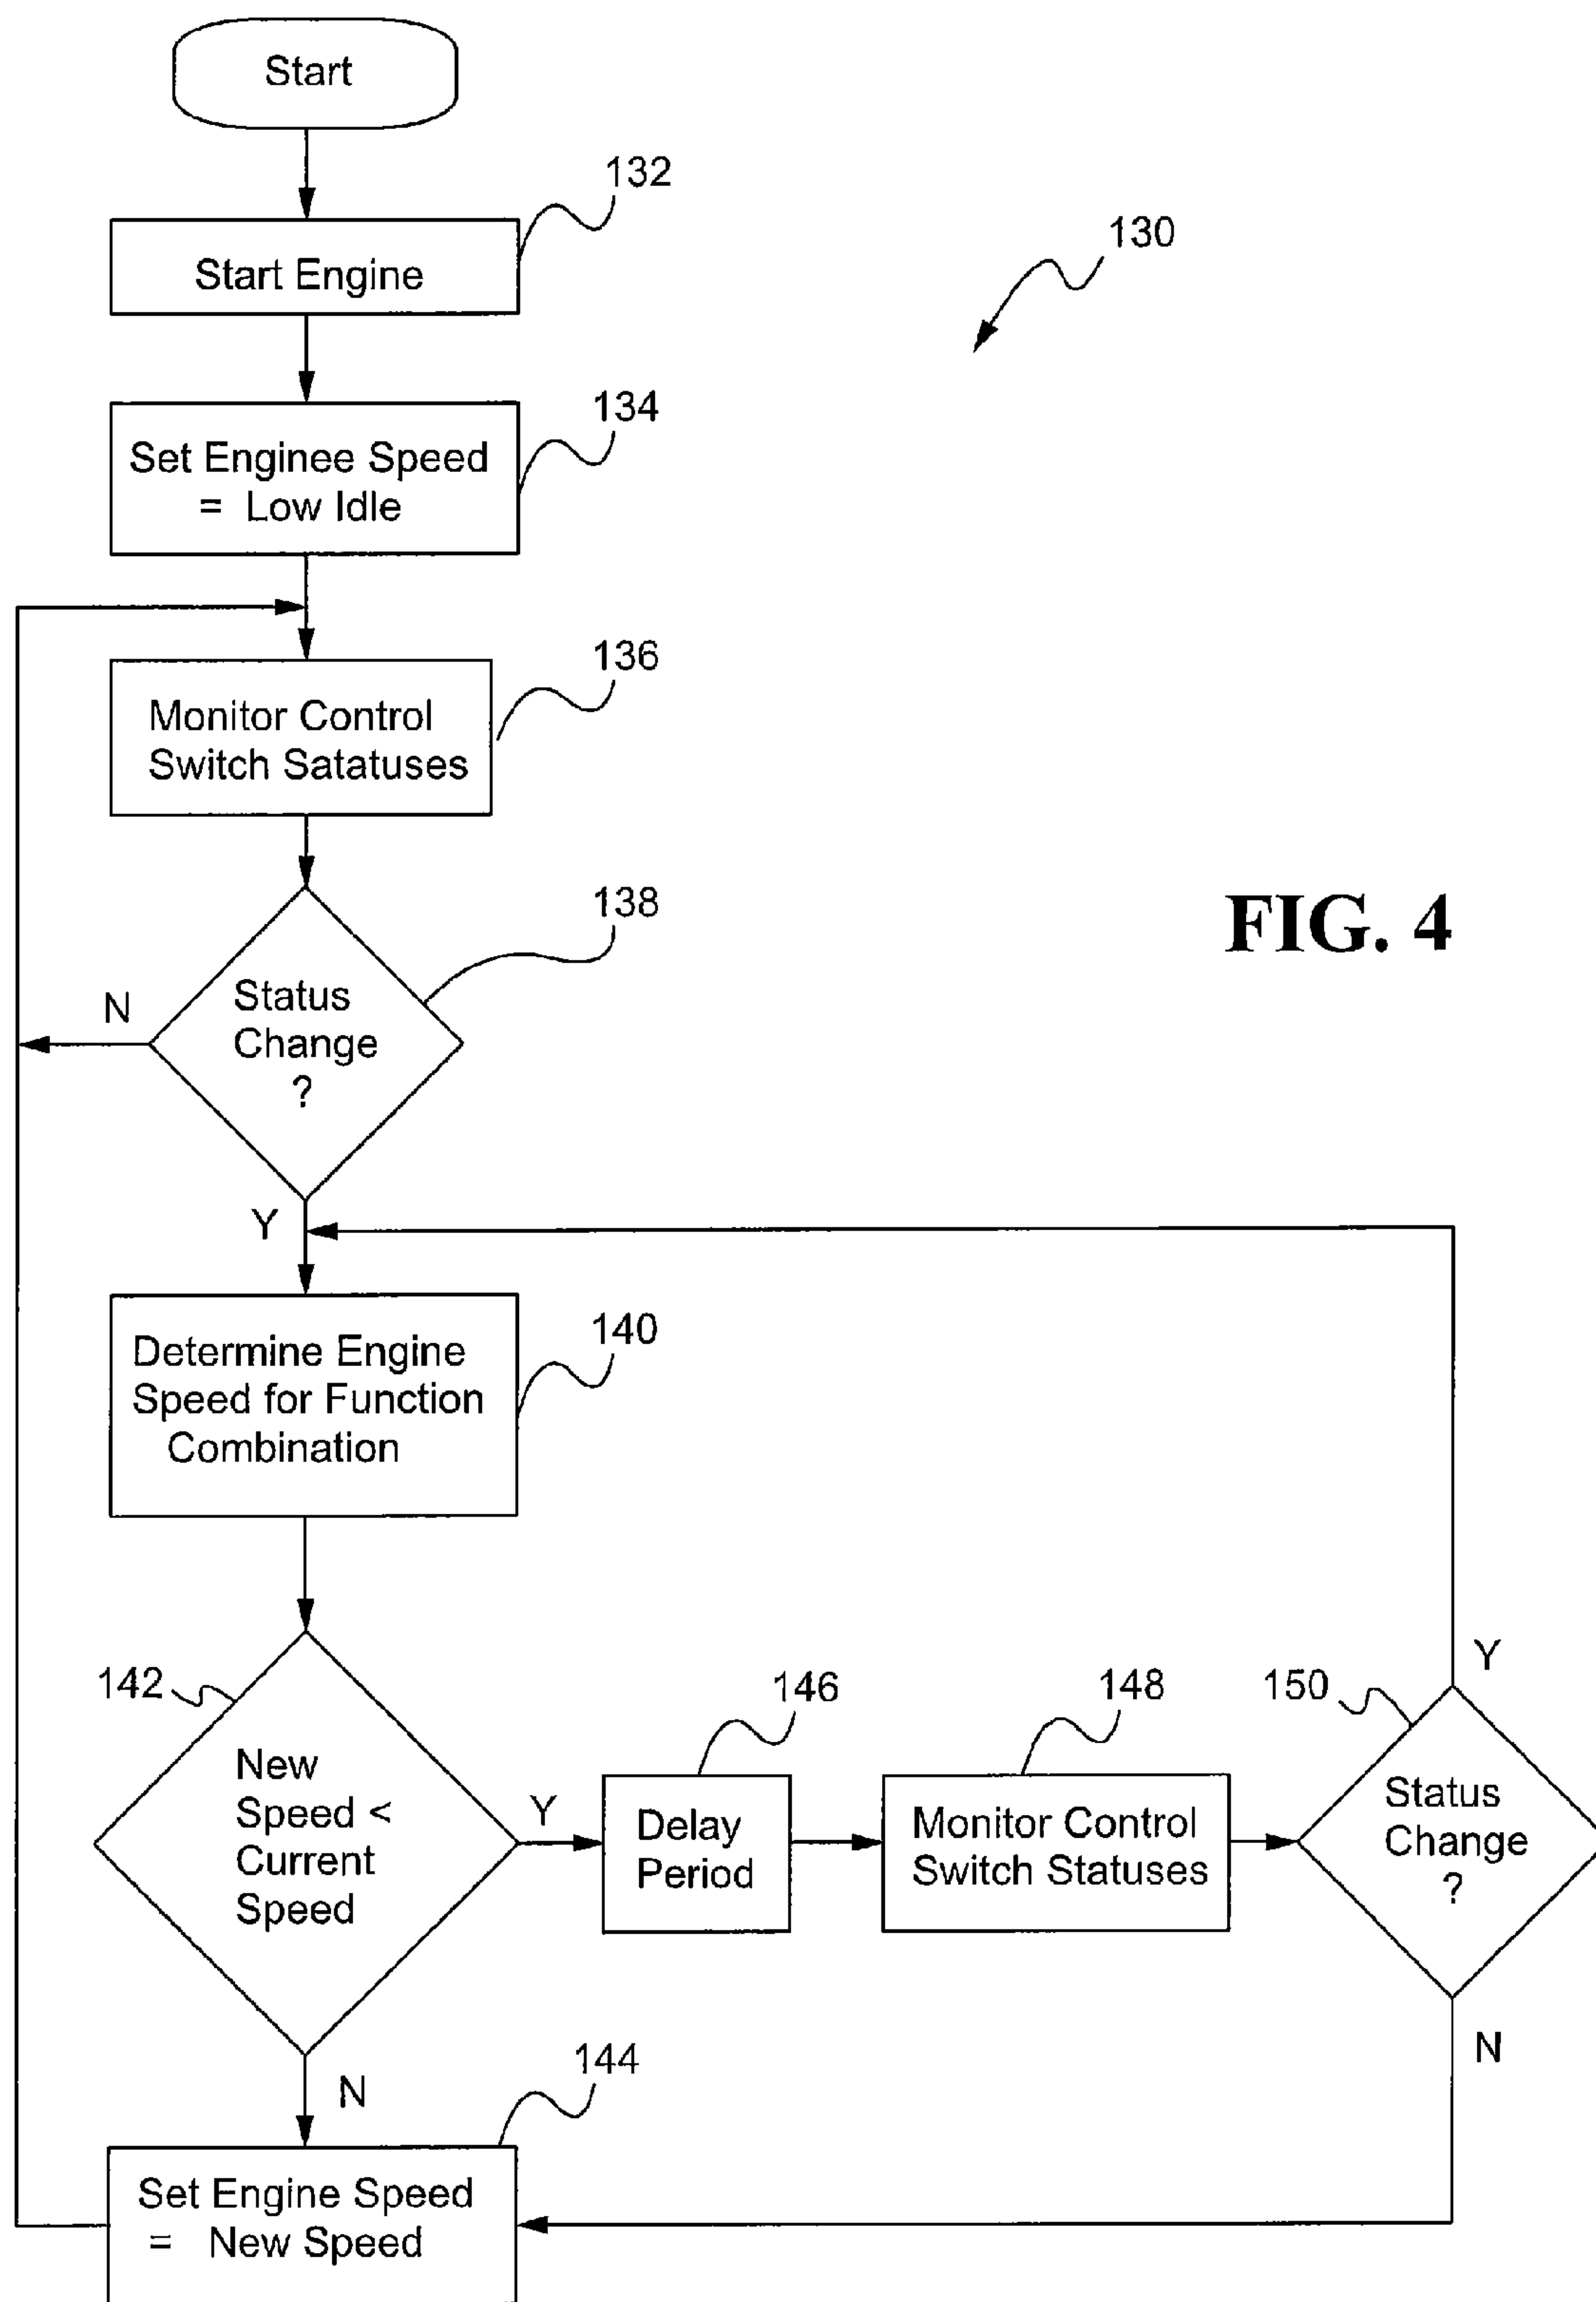 Start
132
Start Engine
130
134
Set Enginee Speed
= Low Idle
136
Monitor Control
Switch Satatuses
138
FIG. 4
N
Status
Change
?
Y
140
Determine Engine
Speed for Function
Combination
142
New
Speed <
Current
Speed
Y
146
Delay
Period
148
Monitor Control
Switch Statuses
150
Y
Status
Change
?
N
N
144
Set Engine Speed
= New Speed